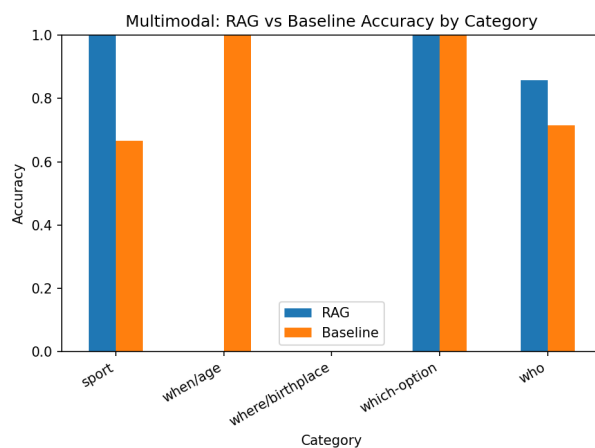 Multimodal: RAG vs Baseline Accuracy by Category
1.0
0.8
0.6
0.4
0.2
0.0
Accuracy
RAG
Baseline
sport
when/age
where/birthplace
which-option
who
Category